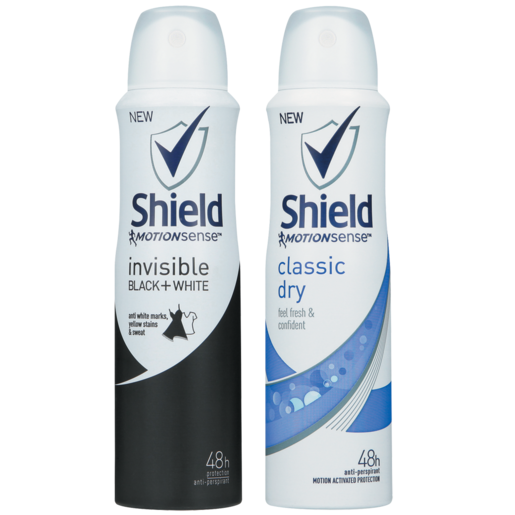 NEW
Shield
MOTIONsense™
invisible
BLACK+WHITE
anti white marks,
yellow stains
& sweat
48h
protection
anti-perspirant
NEW
Shield
MOTIONsense™
classic
dry
feel fresh &
confident
48h
anti-perspirant
MOTION ACTIVATED PROTECTION